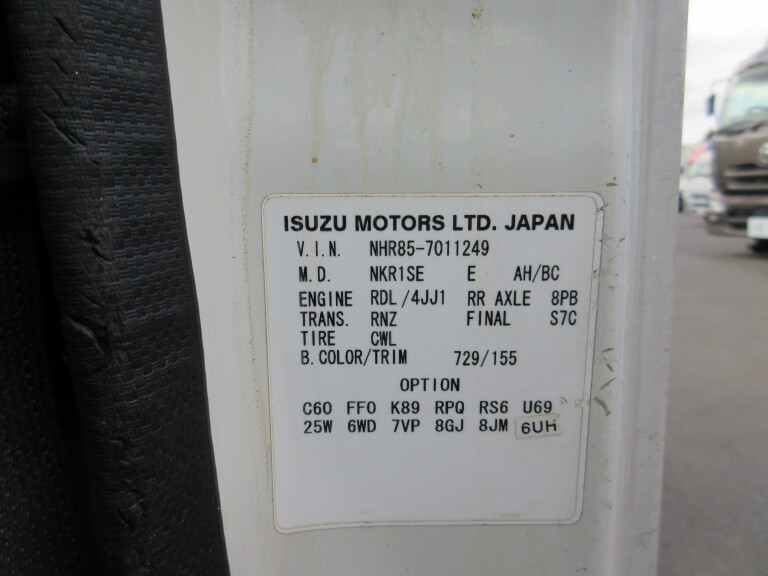 ISUZU MOTORS LTD. JAPAN
V.I.N. NHR85-7011249
M.D. NKR1SE E AH/BC
ENGINE RDL/4JJ1 RR AXLE 8PB
TRANS. RNZ FINAL S7C
TIRE CWL
B.COLOR/TRIM 729/155
OPTION
C60 FF0 K89 RPQ RS6 U69
25W 6WD 7VP 8GJ 8JM 6UH